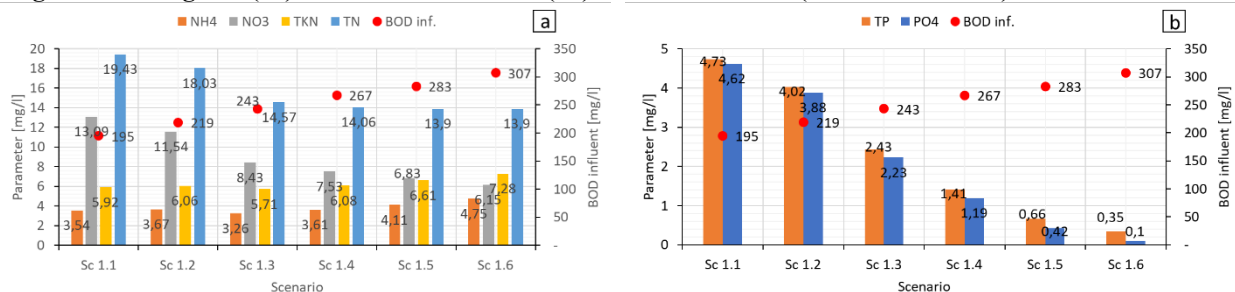 NH4 NO3 TKN TN BOD inf.
a
Parameter [mg/l]
20
18
16
14
12
10
8
6
4
2
0
3,54 13,09 5,92 19,43 195
3,67 11,54 6,06 18,03 219
3,26 8,43 5,71 14,57 243
3,61 7,53 6,08 14,06 267
4,11 6,83 6,61 13,9 283
4,75 6,15 7,28 13,9 307
350
300
250
200
150
100
50
-
BOD influent [mg/l]
Sc 1.1 Sc 1.2 Sc 1.3 Sc 1.4 Sc 1.5 Sc 1.6
Scenario
TP PO4 BOD inf.
b
Parameter [mg/l]
5
4
3
2
1
0
4,73 4,62 195
4,02 3,88 219
2,43 2,23 243
1,41 1,19 267
0,66 0,42 283
0,35 0,1 307
350
300
250
200
150
100
50
-
BOD influent [mg/l]
Sc 1.1 Sc 1.2 Sc 1.3 Sc 1.4 Sc 1.5 Sc 1.6
Scenario